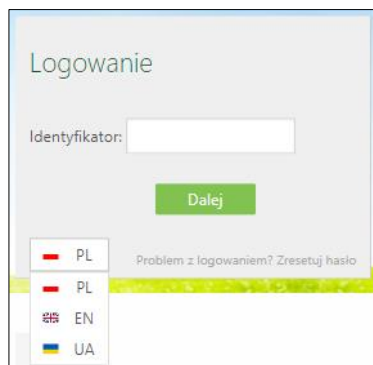 Logowanie
Identyfikator:
Dalej
PL
Problem z logowaniem? Zresetuj hasło
PL
EN
UA